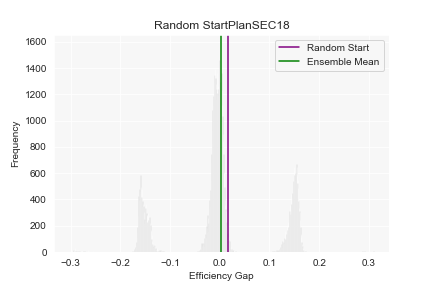 Random StartPlanSEC18
1600
1400
1200
1000
800
600
400
200
0
Frequency
Random Start
Ensemble Mean
−0.3 −0.2 −0.1 0.0 0.1 0.2 0.3
Efficiency Gap